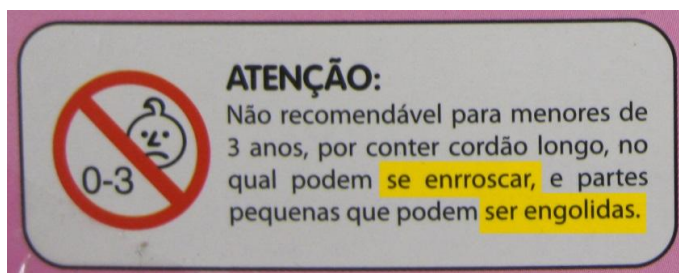 ATENÇÃO:
Não recomendável para menores de
3 anos, por conter cordão longo, no
qual podem se enrroscar, e partes
pequenas que podem ser engolidas.
0-3